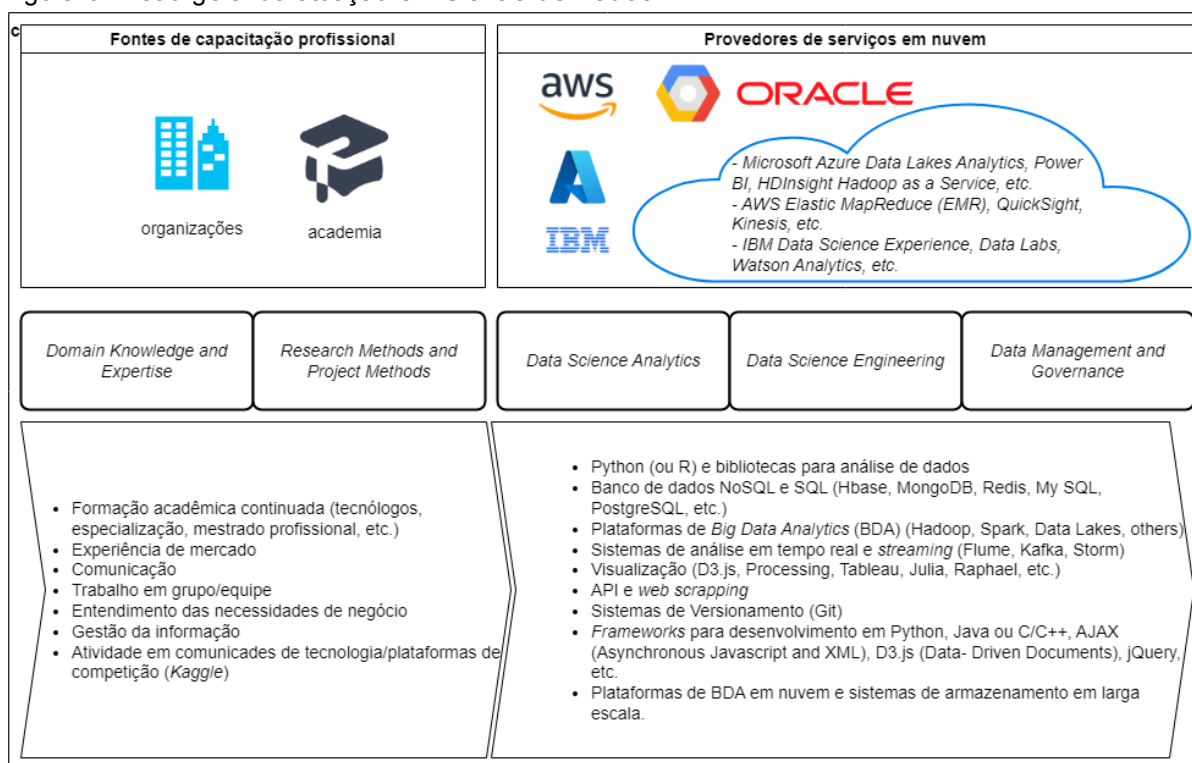 c
Fontes de capacitação profissional
organizações
academia
Provedores de serviços em nuvem
aws
ORACLE
IBM
- Microsoft Azure Data Lakes Analytics, Power
BI, HDInsight Hadoop as a Service, etc.
- AWS Elastic MapReduce (EMR), QuickSight,
Kinesis, etc.
- IBM Data Science Experience, Data Labs,
Watson Analytics, etc.
Domain Knowledge and
Expertise
Research Methods and
Project Methods
Data Science Analytics
Data Science Engineering
Data Management and
Governance
• Formação acadêmica continuada (tecnólogos,
especialização, mestrado profissional, etc.)
• Experiência de mercado
• Comunicação
• Trabalho em grupo/equipe
• Entendimento das necessidades de negócio
• Gestão da informação
• Atividade em comunicades de tecnologia/plataformas de
competição (Kaggle)
• Python (ou R) e bibliotecas para análise de dados
• Banco de dados NoSQL e SQL (Hbase, MongoDB, Redis, My SQL,
PostgreSQL, etc.)
• Plataformas de Big Data Analytics (BDA) (Hadoop, Spark, Data Lakes, others)
• Sistemas de análise em tempo real e streaming (Flume, Kafka, Storm)
• Visualização (D3.js, Processing, Tableau, Julia, Raphael, etc.)
• API e web scrapping
• Sistemas de Versionamento (Git)
• Frameworks para desenvolvimento em Python, Java ou C/C++, AJAX
(Asynchronous Javascript and XML), D3.js (Data- Driven Documents), jQuery,
etc.
• Plataformas de BDA em nuvem e sistemas de armazenamento em larga
escala.